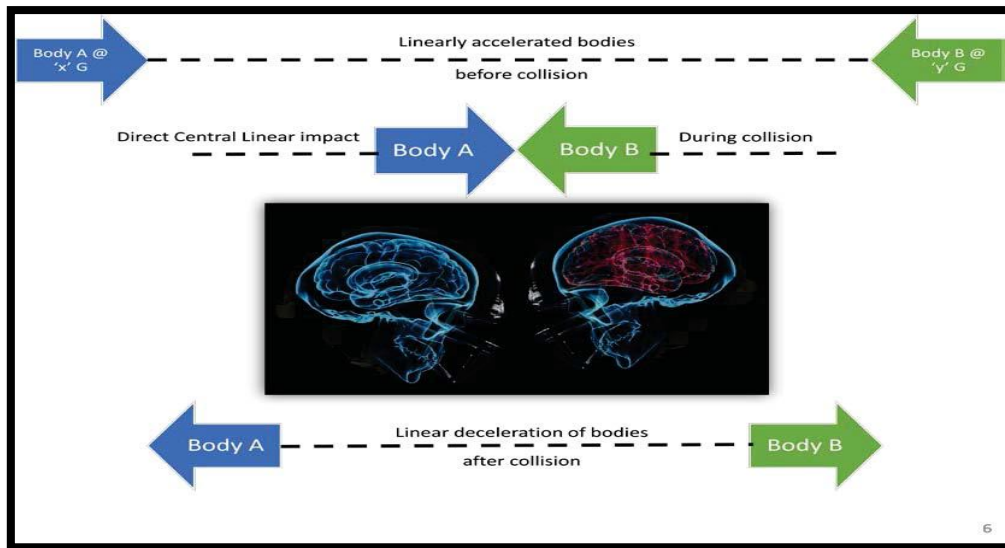 Body A @
'x' G
Linearly accelerated bodies
before collision
Body B @
'y' G
Direct Central Linear impact
Body A
Body B
During collision
Body A
Linear deceleration of bodies
after collision
Body B
6